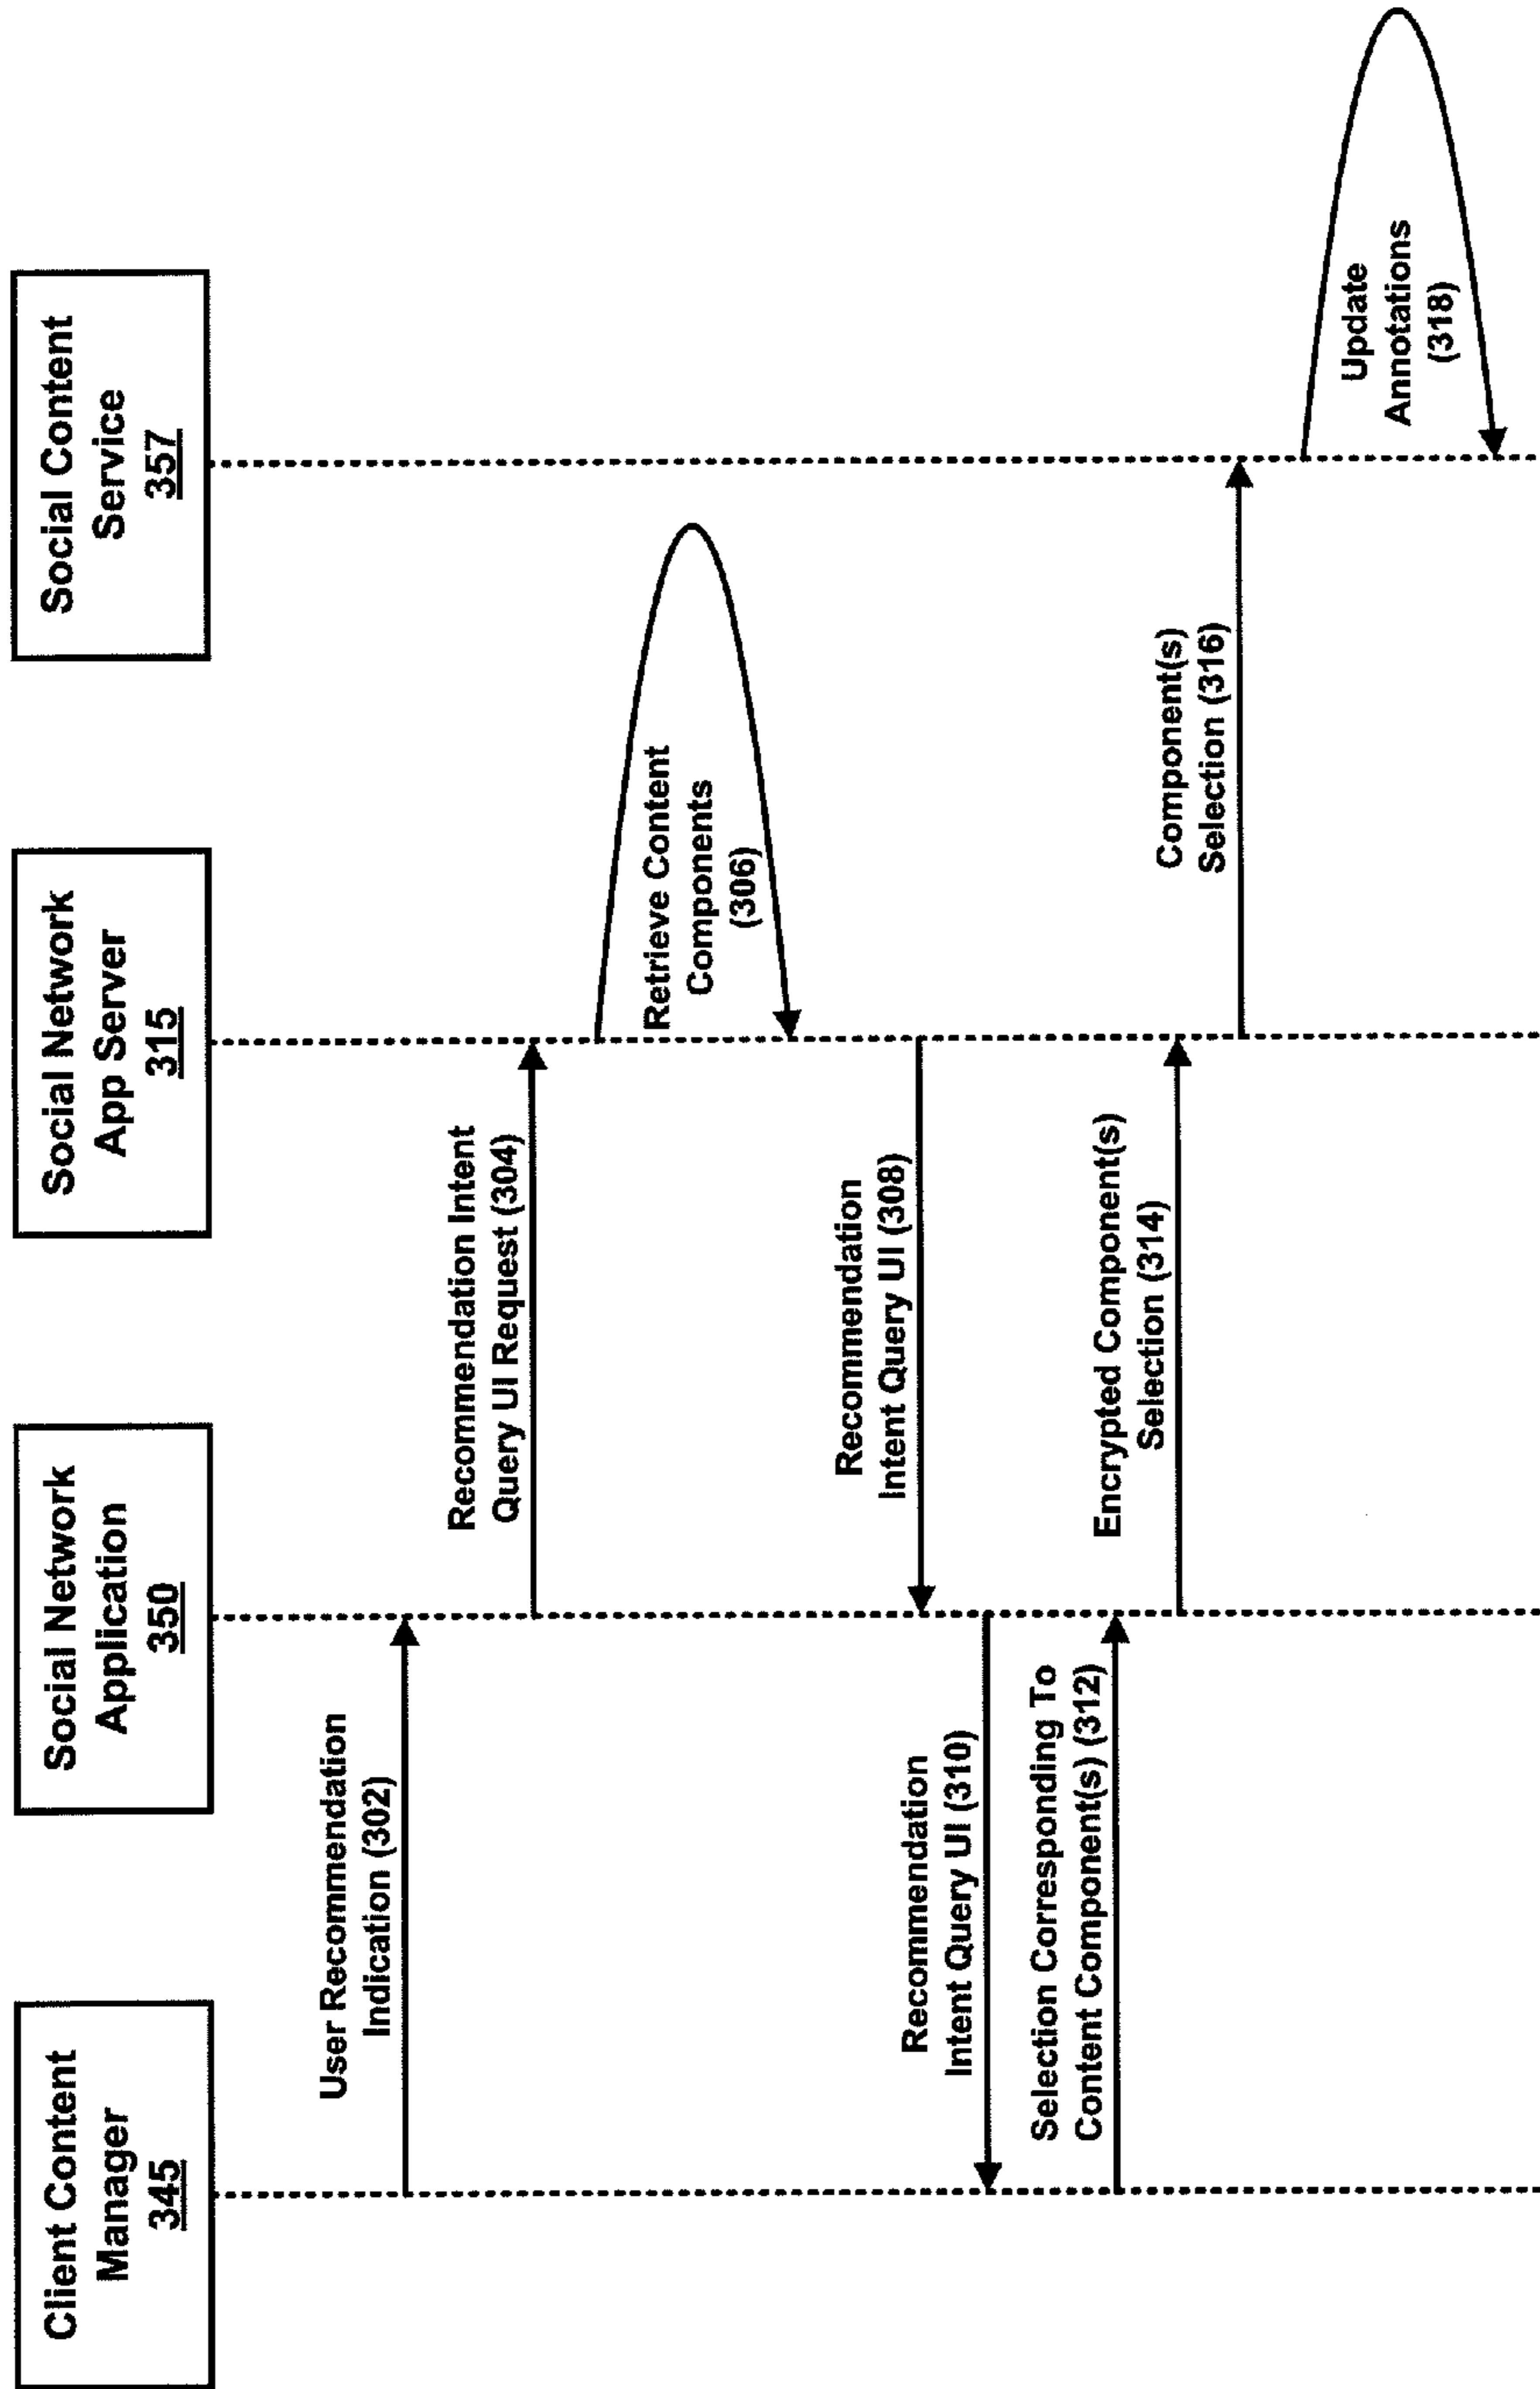 Client Content
Manager
345
Social Network
Application
350
Social Network
App Server
315
Social Content
Service
357
User Recommendation
Indication (302)
Recommendation Intent
Query UI Request (304)
Retrieve Content
Components
(306)
Recommendation
Intent Query UI (308)
Recommendation
Intent Query UI (310)
Selection Corresponding To
Content Component(s) (312)
Encrypted Component(s)
Selection (314)
Component(s)
Selection (316)
Update
Annotations
(318)